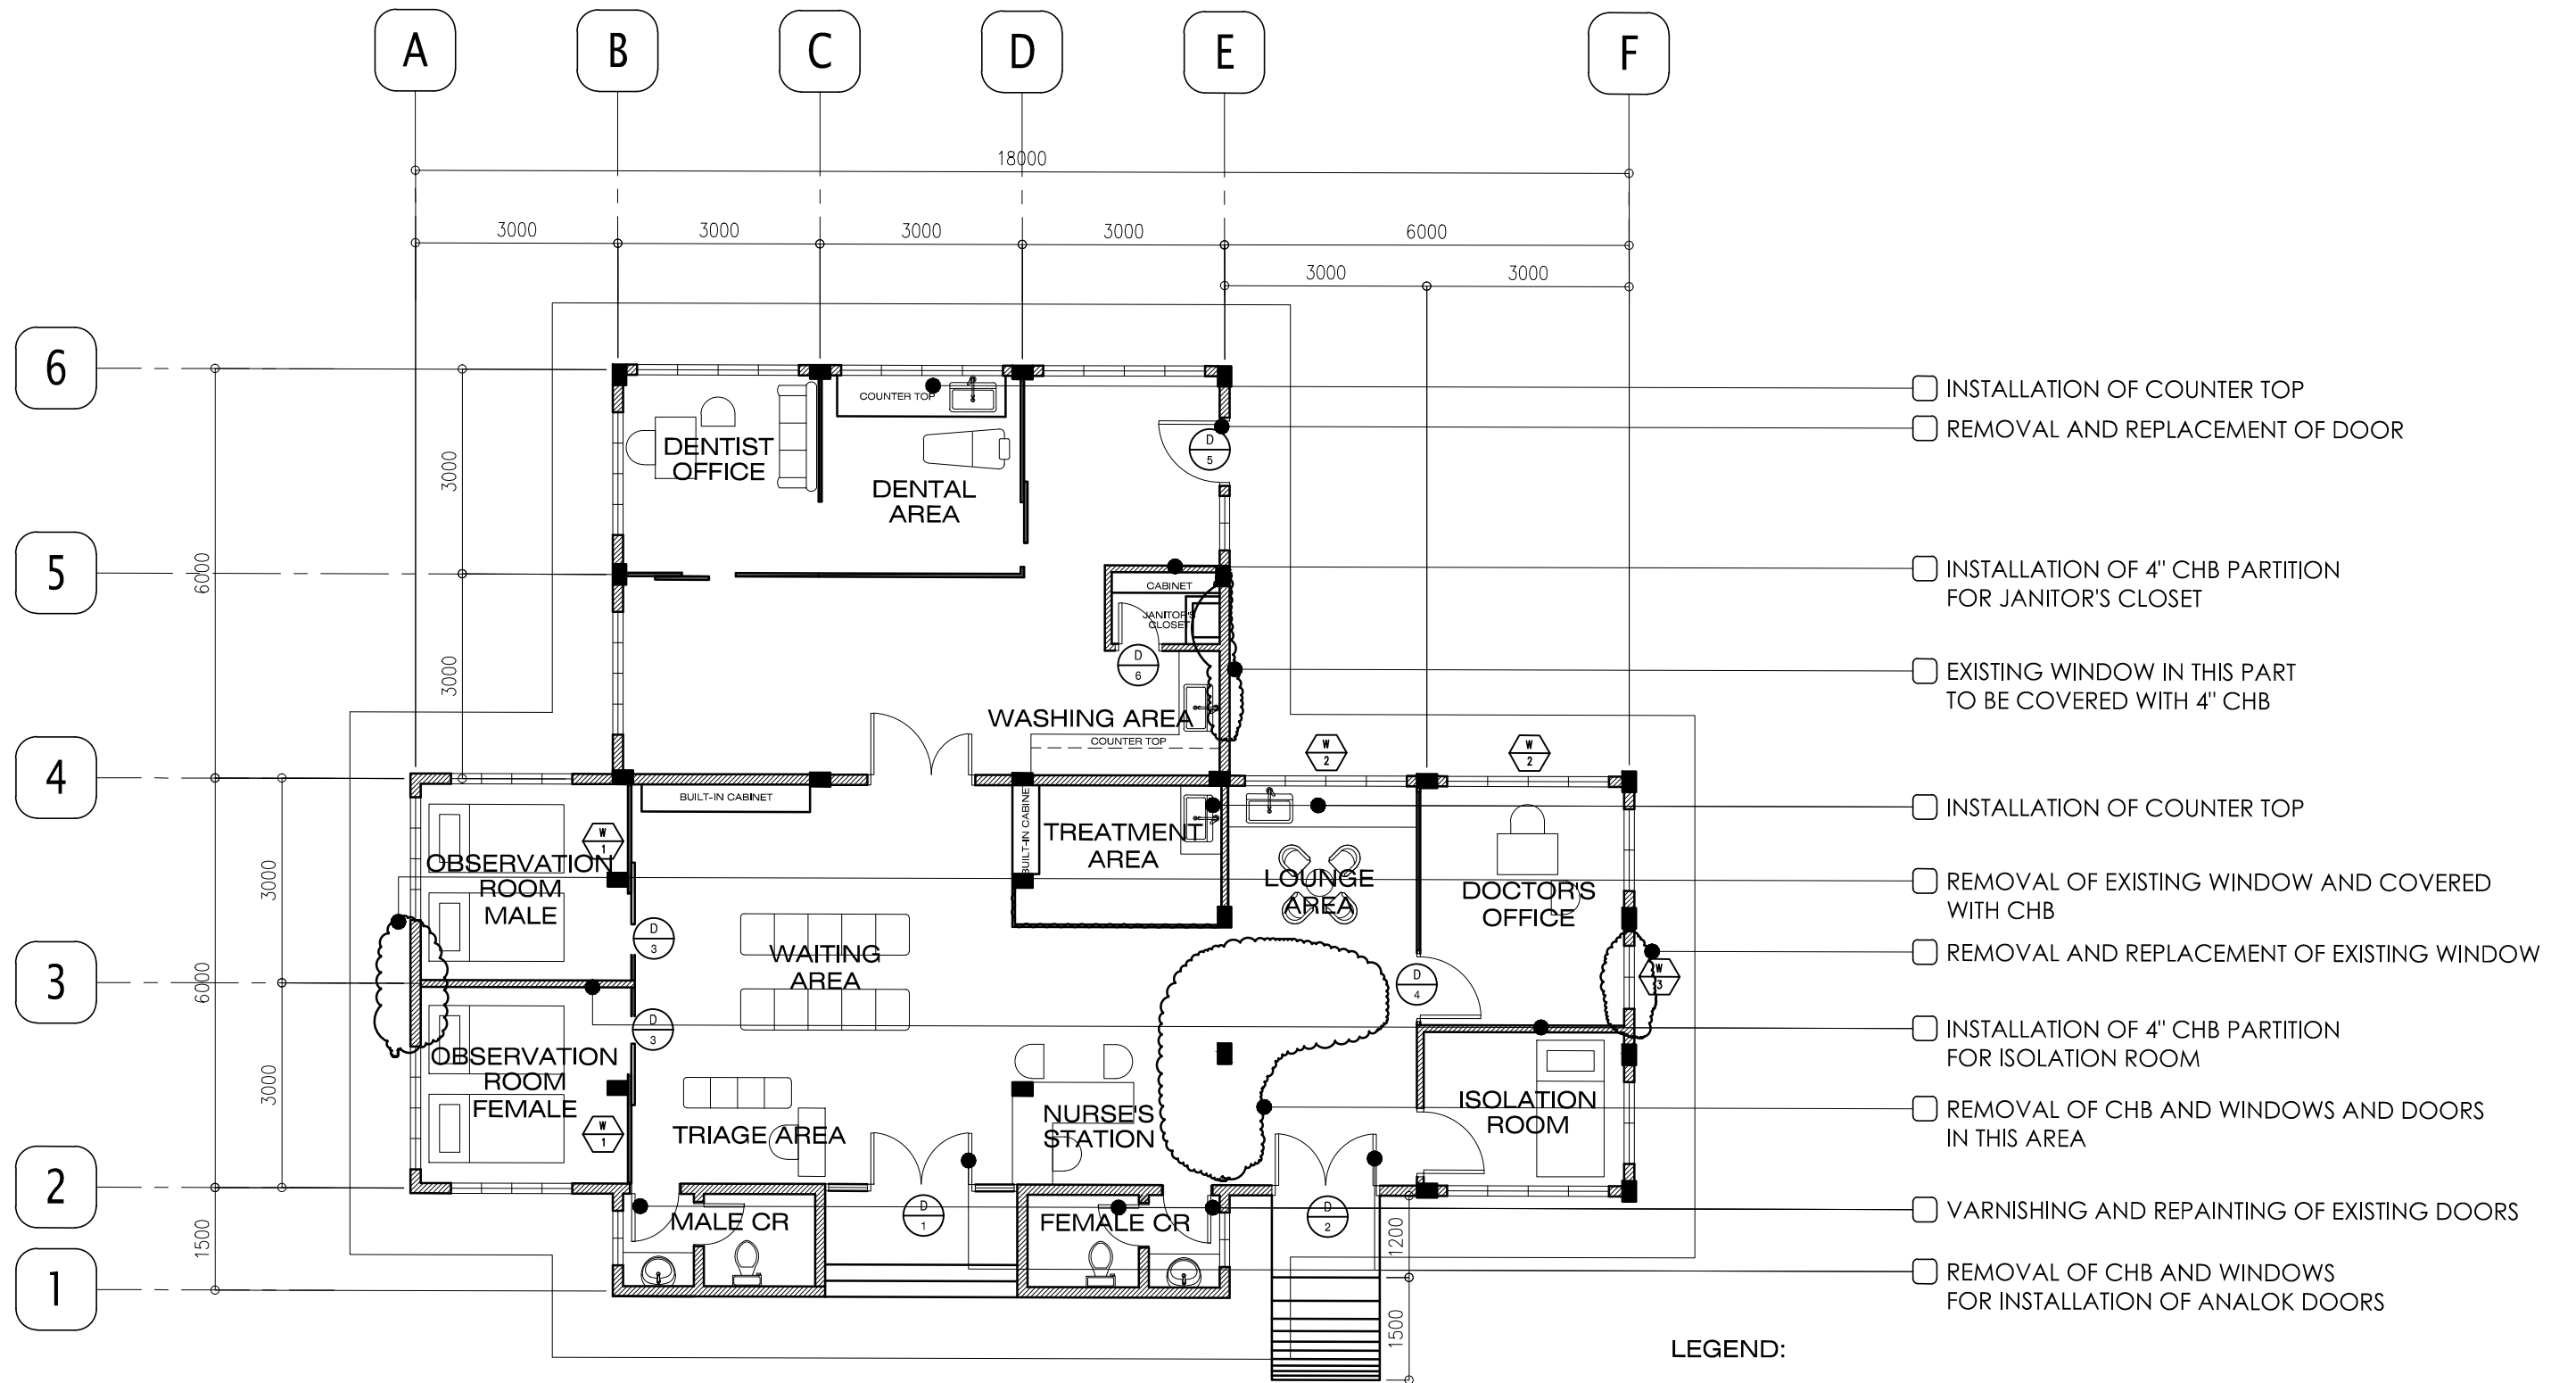 A
B
C
D
E
F
18000
3000
3000
3000
3000
6000
3000
3000
6
5
4
3
2
1
6000
3000
3000
6000
3000
3000
1500
1200
1500
DENTIST
OFFICE
COUNTER TOP
DENTAL
AREA
D
5
CABINET
JANITOR'S
CLOSET
D
6
WASHING AREA
COUNTER TOP
W
2
W
2
BUILT-IN CABINET
BUILT-IN CABINET
TREATMENT
AREA
W
1
OBSERVATION
ROOM
MALE
LOUNGE
AREA
DOCTOR'S
OFFICE
D
3
WAITING
AREA
D
4
W
3
D
3
OBSERVATION
ROOM
FEMALE
W
1
TRIAGE AREA
NURSE'S
STATION
ISOLATION
ROOM
MALE CR
D
1
FEMALE CR
D
2
INSTALLATION OF COUNTER TOP
REMOVAL AND REPLACEMENT OF DOOR
INSTALLATION OF 4" CHB PARTITION
FOR JANITOR'S CLOSET
EXISTING WINDOW IN THIS PART
TO BE COVERED WITH 4" CHB
INSTALLATION OF COUNTER TOP
REMOVAL OF EXISTING WINDOW AND COVERED
WITH CHB
REMOVAL AND REPLACEMENT OF EXISTING WINDOW
INSTALLATION OF 4" CHB PARTITION
FOR ISOLATION ROOM
REMOVAL OF CHB AND WINDOWS AND DOORS
IN THIS AREA
VARNISHING AND REPAINTING OF EXISTING DOORS
REMOVAL OF CHB AND WINDOWS
FOR INSTALLATION OF ANALOK DOORS
LEGEND: